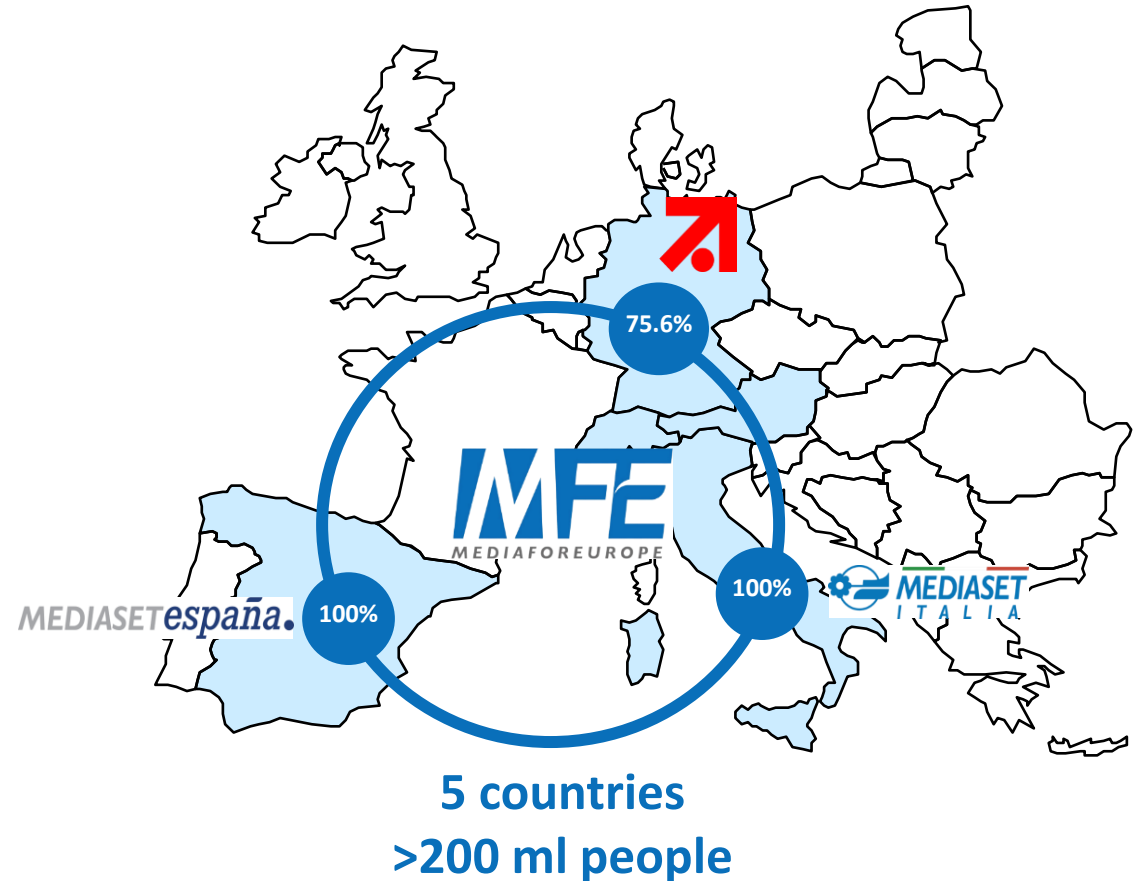 75.6%
MFE
MEDIAFOREUROPE
MEDIASETespaña.
100%
100%
MEDIASET
ITALIA
5 countries
>200 ml people